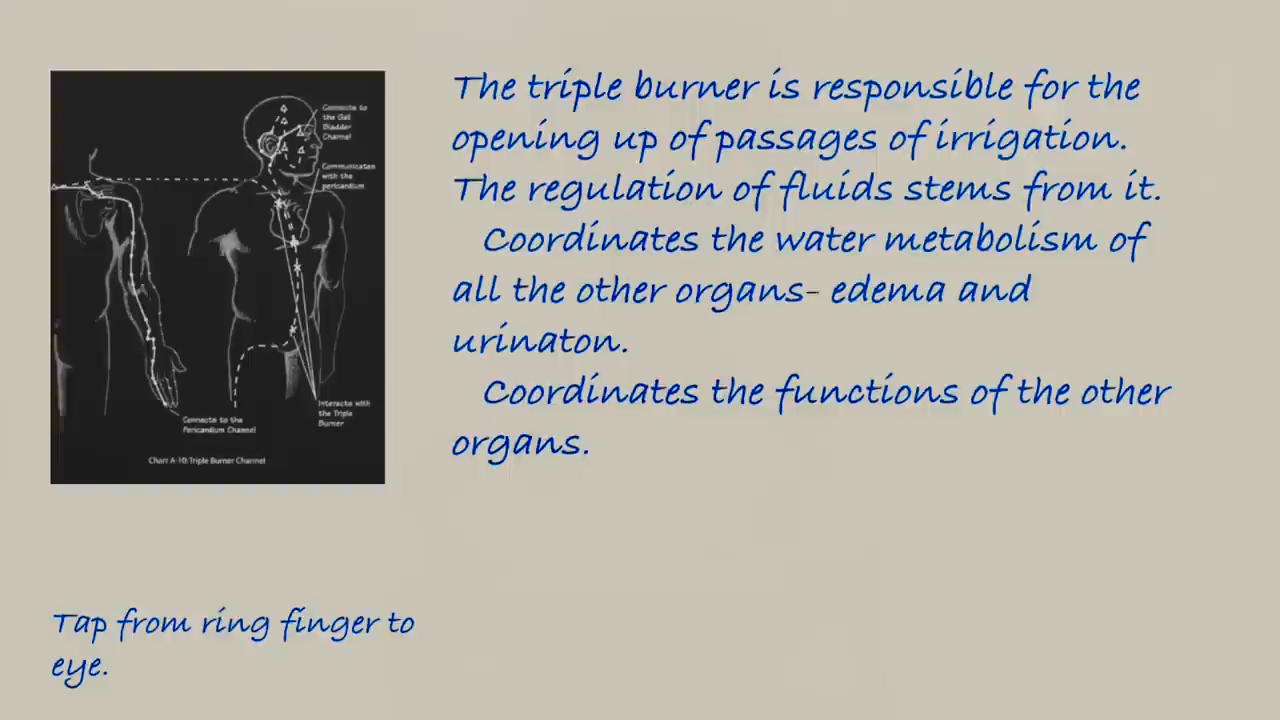 The triple burner is responsible for the
opening up of passages of irrigation.
The regulation of fluids stems from it.
Coordinates the water metabolism of
all the other organs- edema and
urinaton.
Coordinates the functions of the other
organs.
Connects to
the Gall
Bladder
Channel
Communicates
with the
pericardium
Interacts with
the Triple
Burner
Connects to the
Pericardium Channel
Chart A-10: Triple Burner Channel
Tap from ring finger to
eye.